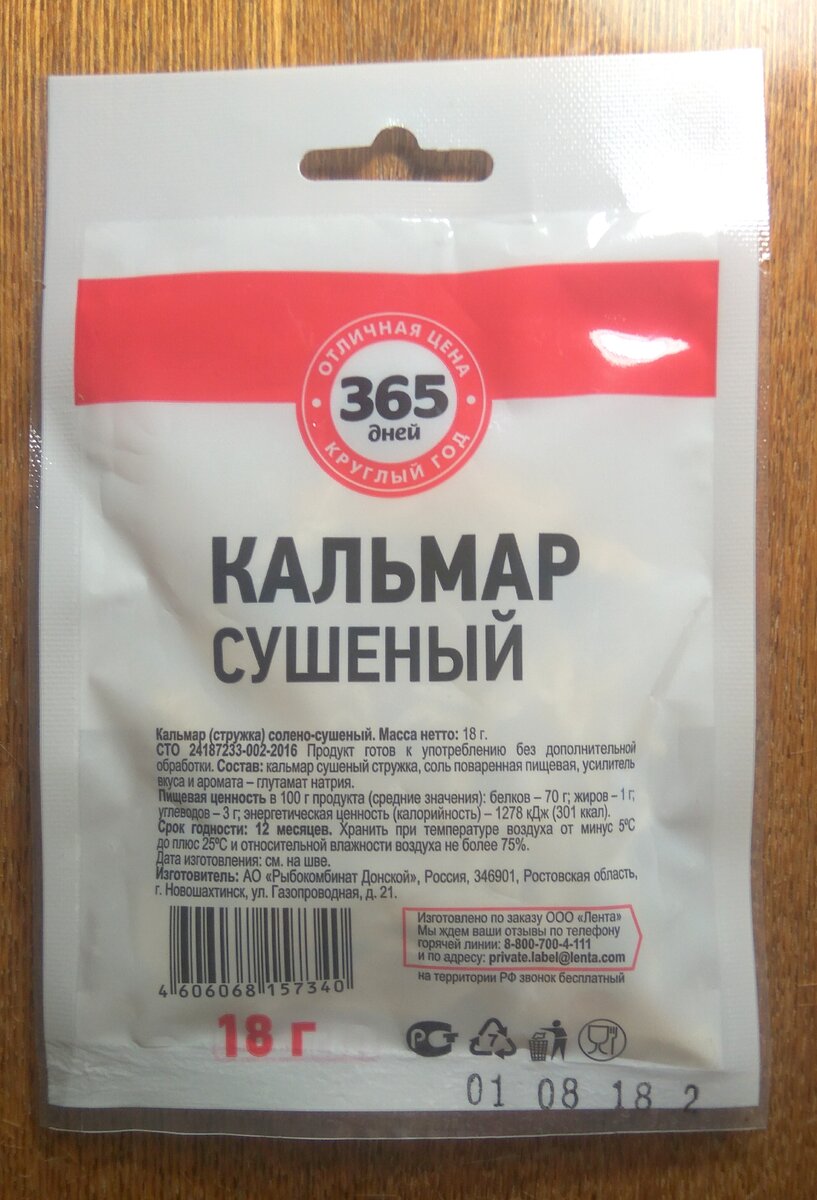 ОТЛИЧНАЯ ЦЕНА
365
дней
КРУГЛЫЙ ГОД
КАЛЬМАР
СУШЕНЫЙ
Кальмар (стружка) солено-сушеный. Масса нетто: 18 г.
СТО 24187233-002-2016 Продукт готов к употреблению без дополнительной
обработки. Состав: кальмар сушеный стружка, соль поваренная пищевая, усилитель
вкуса и аромата – глутамат натрия.
Пищевая ценность в 100 г продукта (средние значения): белков – 70 г; жиров – 1 г;
углеводов – 3 г; энергетическая ценность (калорийность) – 1278 кДж (301 ккал).
Срок годности: 12 месяцев. Хранить при температуре воздуха от минус 5ºС
до плюс 25ºС и относительной влажности воздуха не более 75%.
Дата изготовления: см. на шве.
Изготовитель: АО «Рыбокомбинат Донской», Россия, 346901, Ростовская область,
г. Новошахтинск, ул. Газопроводная, д. 21.
Изготовлено по заказу ООО «Лента»
Мы ждем ваши отзывы по телефону
горячей линии: 8-800-700-4-111
и по адресу: private.label@lenta.com
на территории РФ звонок бесплатный
4 606068 157340
18 г
РСТ
7
01 08 18 2